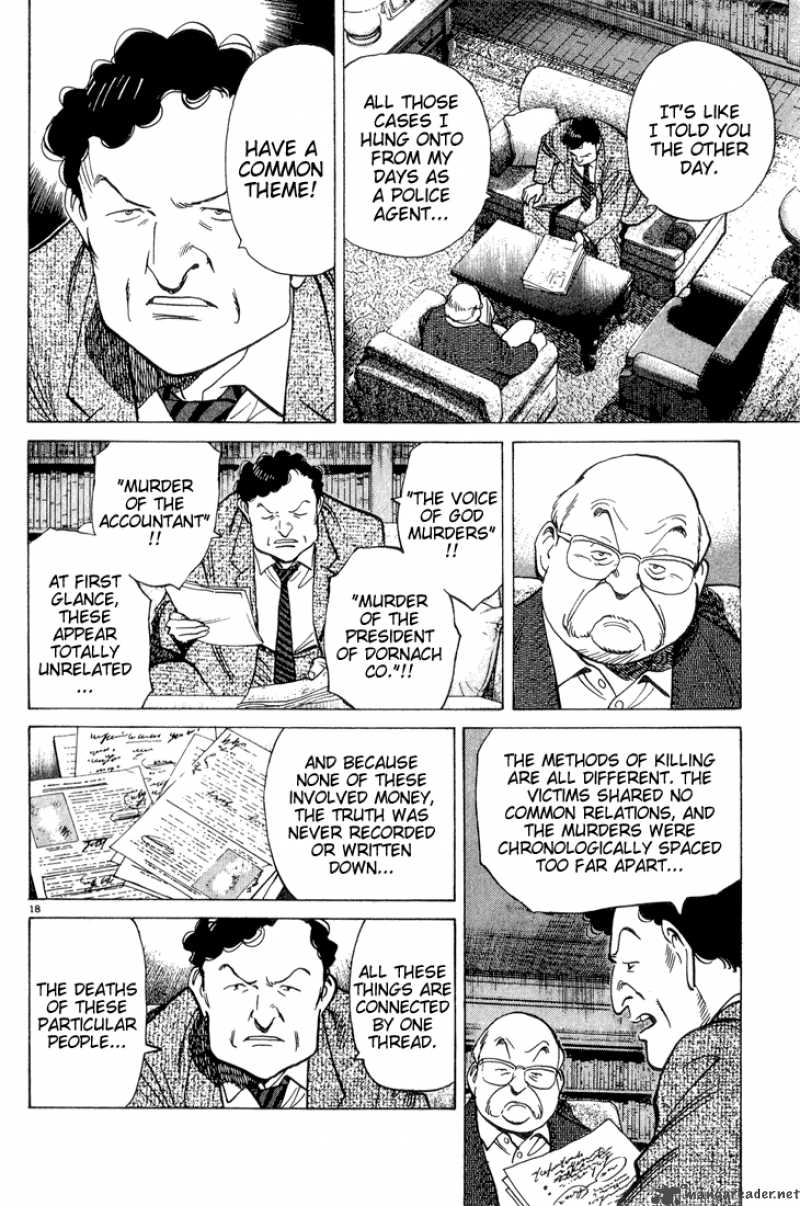 IT'S LIKE
I TOLD YOU
THE OTHER
DAY.
ALL THOSE
CASES I
HUNG ONTO
FROM MY
DAYS AS
A POLICE
AGENT...
HAVE A
COMMON
THEME!
"THE VOICE
OF GOD
MURDERS"
!!
"MURDER
OF THE
PRESIDENT
OF DORNACH
CO."!!
"MURDER
OF THE
ACCOUNTANT"
!!
AT FIRST
GLANCE,
THESE
APPEAR
TOTALLY
UNRELATED
...
THE METHODS OF KILLING
ARE ALL DIFFERENT. THE
VICTIMS SHARED NO
COMMON RELATIONS, AND
THE MURDERS WERE
CHRONOLOGICALLY SPACED
TOO FAR APART...
AND BECAUSE
NONE OF THESE
INVOLVED MONEY,
THE TRUTH WAS
NEVER RECORDED
OR WRITTEN
DOWN...
18
ALL THESE
THINGS ARE
CONNECTED
BY ONE
THREAD.
THE DEATHS
OF THESE
PARTICULAR
PEOPLE...
mangareader.net